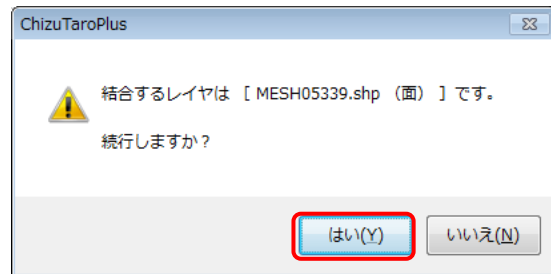 ChizuTaroPlus
結合するレイヤは [ MESH05339.shp （面） ] です。
続行しますか？
はい(Y)
いいえ(N)